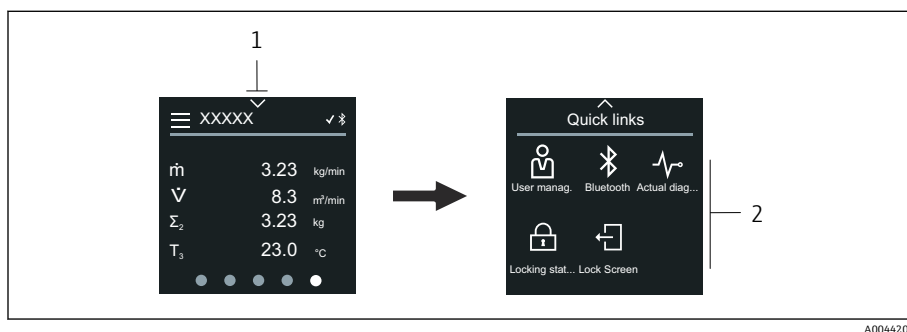 1
XXXXX
ṁ 3.23 kg/min
V̇ 8.3 m³/min
Σ₂ 3.23 kg
T₃ 23.0 °C
Quick links
User manag. Bluetooth Actual diag...
Locking stat... Lock Screen
2
A004420